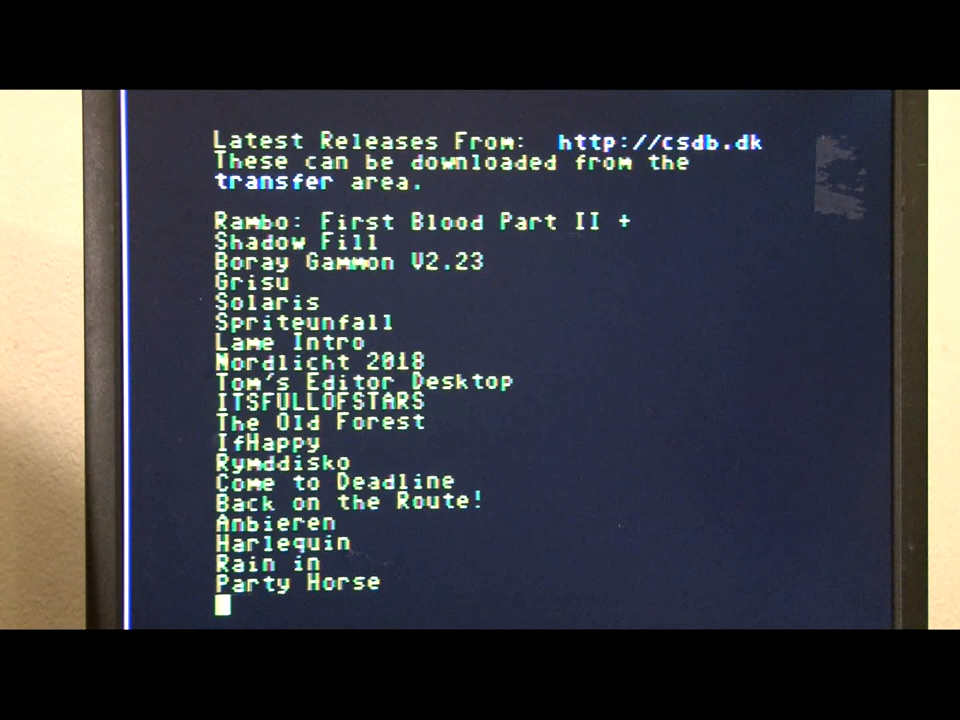 Latest Releases From: http://csdb.dk
These can be downloaded from the
transfer area.
Rambo: First Blood Part II +
Shadow Fill
Boray Gammon V2.23
Grisu
Solaris
Spriteunfall
Lame Intro
Nordlicht 2018
Tom's Editor Desktop
ITSFULLOFSTARS
The Old Forest
IfHappy
Rymddisko
Come to Deadline
Back on the Route!
Anbieren
Harlequin
Rain in
Party Horse